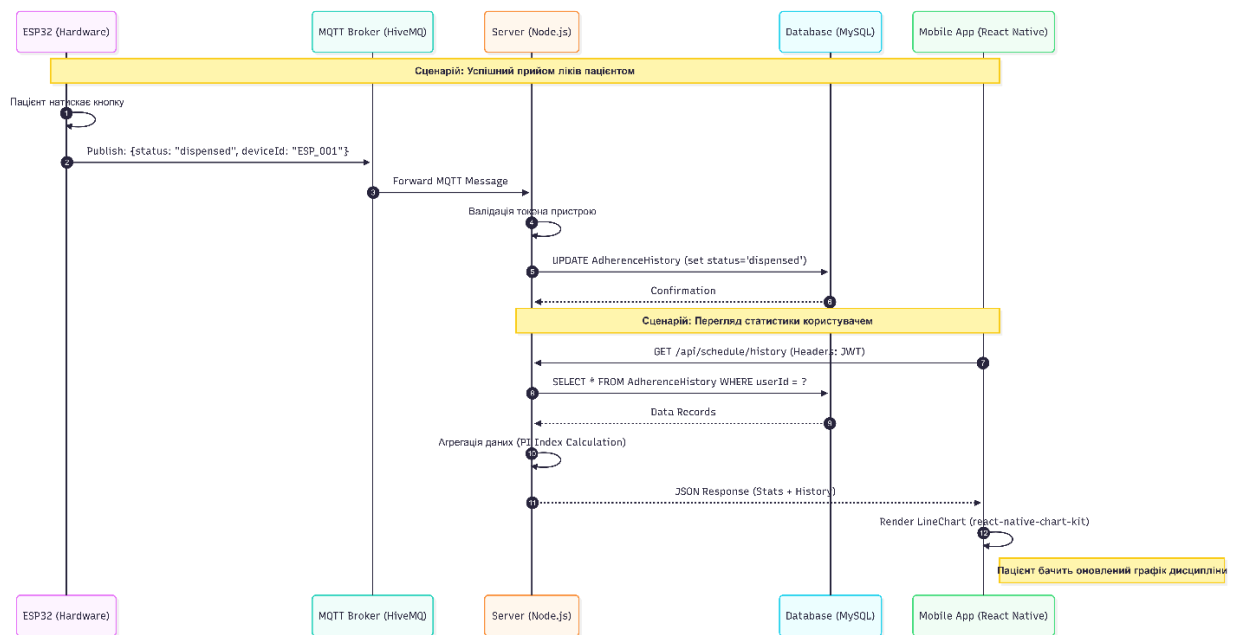 ESP32 (Hardware)
MQTT Broker (HiveMQ)
Server (Node.js)
Database (MySQL)
Mobile App (React Native)
Сценарій: Успішний прийом ліків пацієнтом
Пацієнт натискає кнопку
1
Publish: {status: "dispensed", deviceId: "ESP_001"}
2
Forward MQTT Message
3
Валідація токена пристрою
4
UPDATE AdherenceHistory (set status='dispensed')
5
Confirmation
6
Сценарій: Перегляд статистики користувачем
GET /api/schedule/history (Headers: JWT)
7
SELECT * FROM AdherenceHistory WHERE userId = ?
8
Data Records
9
Агрегація даних (PI Index Calculation)
10
JSON Response (Stats + History)
11
Render LineChart (react-native-chart-kit)
12
Пацієнт бачить оновлений графік дисципліни
ESP32 (Hardware)
MQTT Broker (HiveMQ)
Server (Node.js)
Database (MySQL)
Mobile App (React Native)